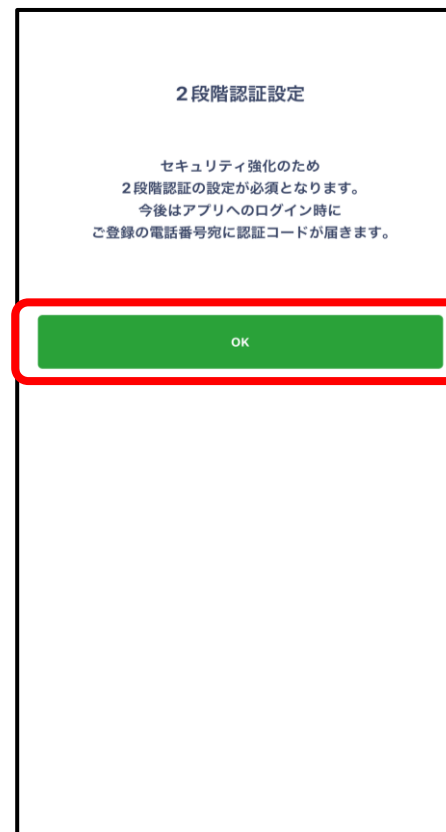 ２段階認証設定
セキュリティ強化のため
２段階認証の設定が必須となります。
今後はアプリへのログイン時に
ご登録の電話番号宛に認証コードが届きます。
OK